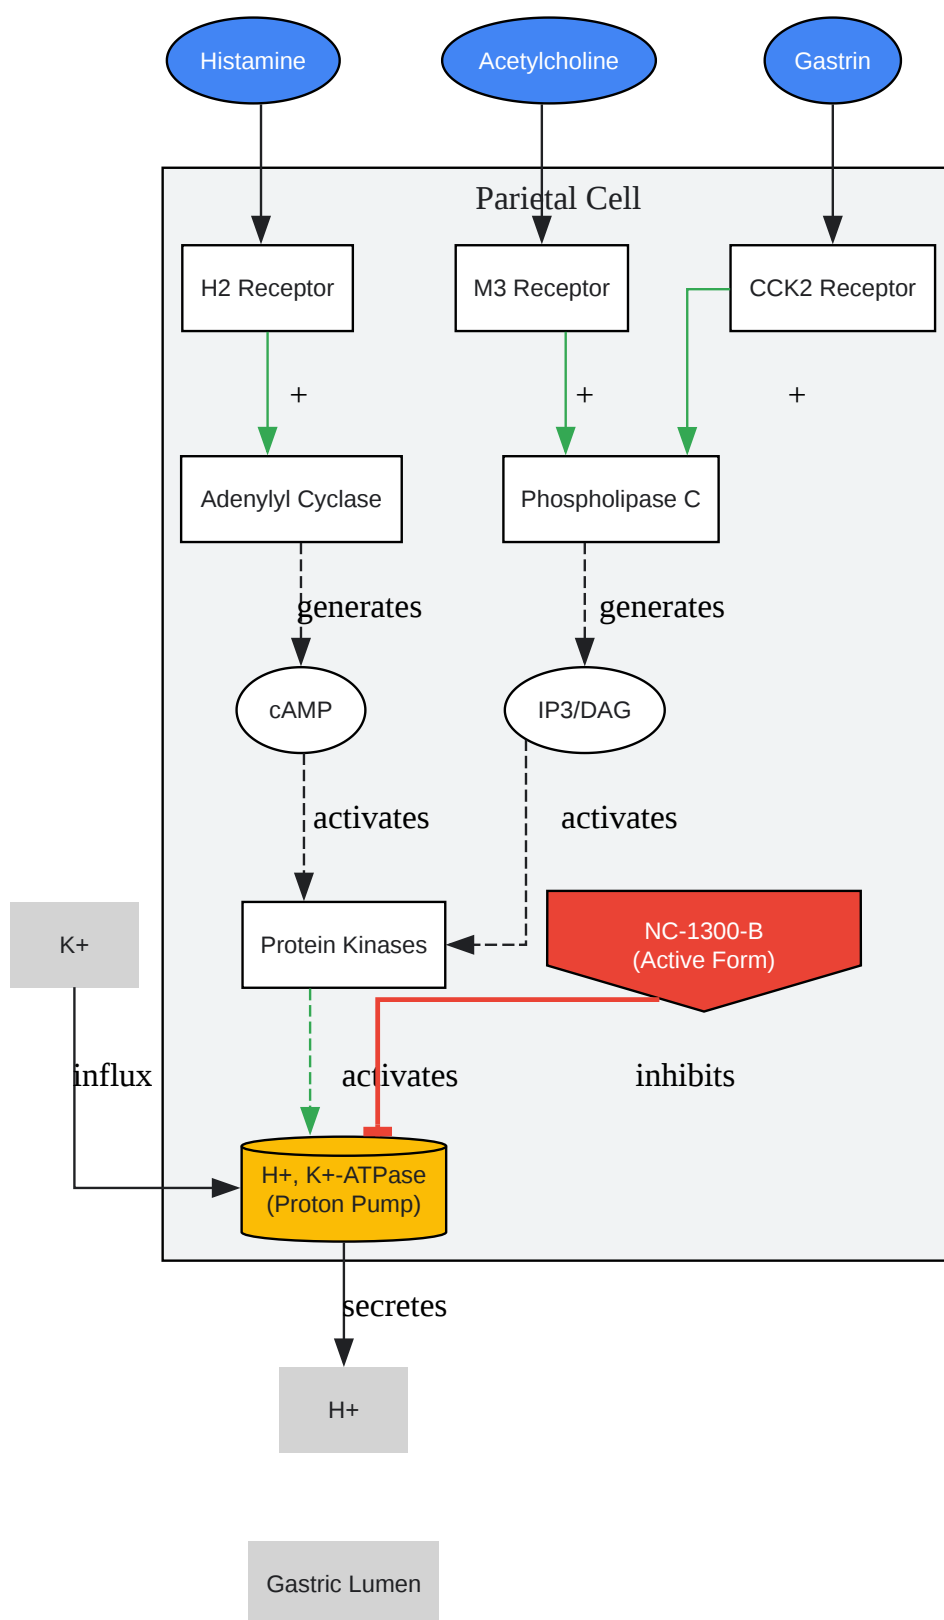 Histamine
Acetylcholine
Gastrin
Parietal Cell
H2 Receptor
M3 Receptor
CCK2 Receptor
+
+
+
Adenylyl Cyclase
Phospholipase C
generates
generates
cAMP
IP3/DAG
activates
activates
K+
Protein Kinases
NC-1300-B
(Active Form)
influx
activates
inhibits
H+, K+-ATPase
(Proton Pump)
secretes
H+
Gastric Lumen